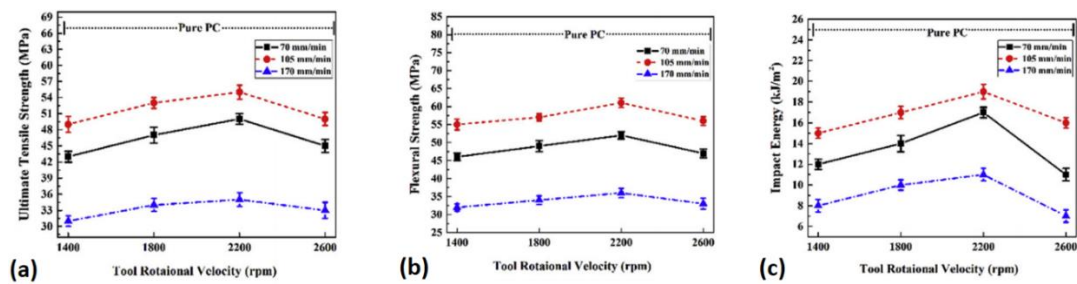 Ultimate Tensile Strength (MPa)
69
66
63
60
57
54
51
48
45
42
39
36
33
30
Pure PC
70 mm/min
105 mm/min
170 mm/min
1400
1800
2200
2600
Tool Rotaional Velocity (rpm)
(a)
Flexural Strength (MPa)
85
80
75
70
65
60
55
50
45
40
35
30
25
Pure PC
70 mm/min
105 mm/min
170 mm/min
1400
1800
2200
2600
Tool Rotaional Velocity (rpm)
(b)
Impact Energy (kJ/m²)
26
24
22
20
18
16
14
12
10
8
6
Pure PC
70 mm/min
105 mm/min
170 mm/min
1400
1800
2200
2600
Tool Rotaional Velocity (rpm)
(c)